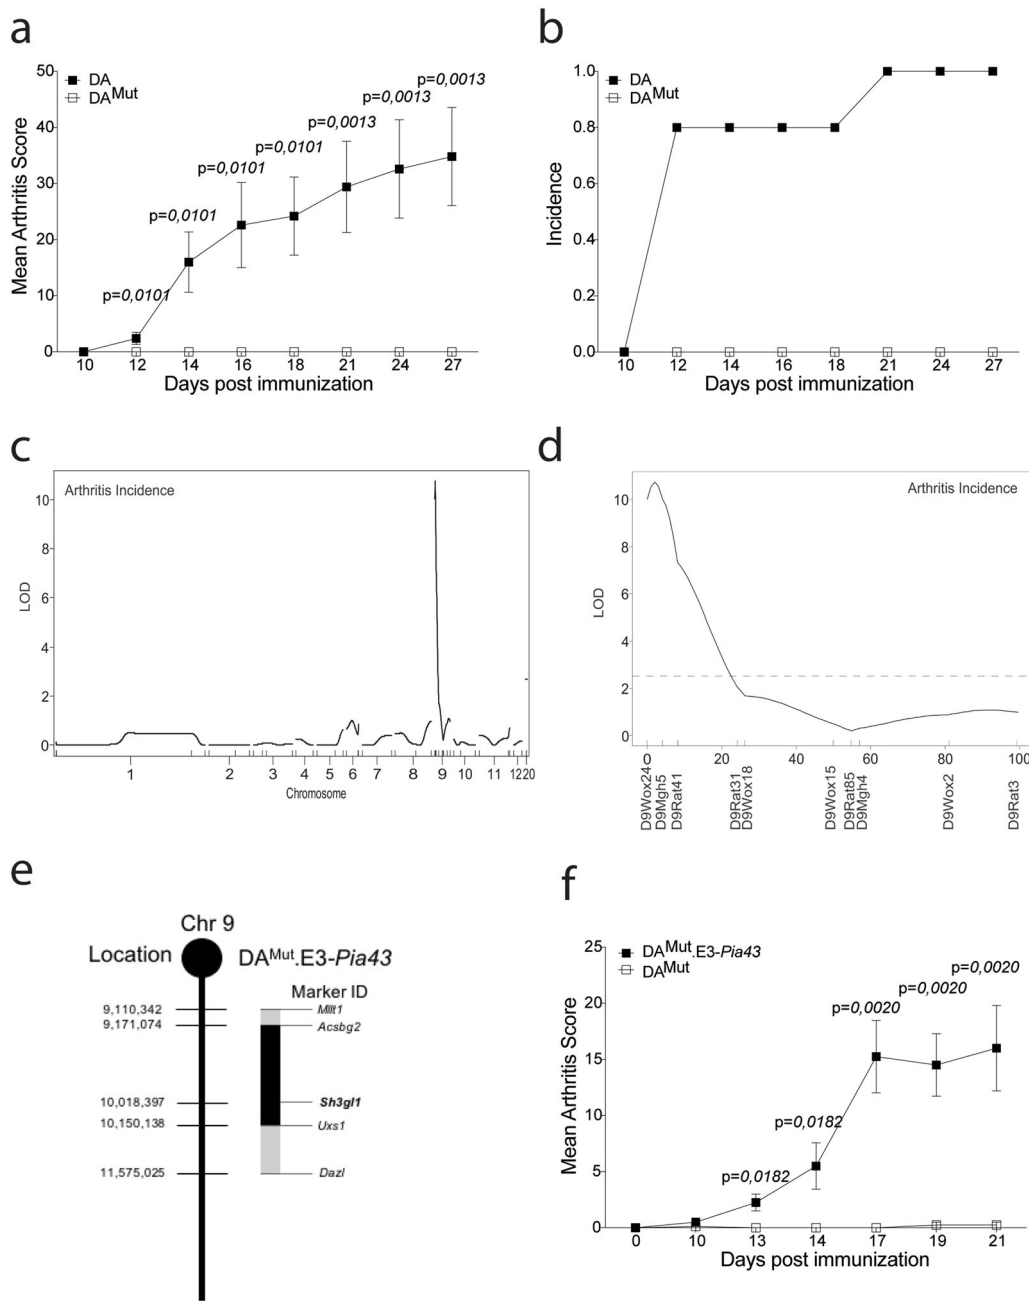 a
50
40
30
20
10
0
Mean Arthritis Score
DA
DA^Mut
p=0,0101
p=0,0101
p=0,0101
p=0,0101
p=0,0013
p=0,0013
p=0,0013
10 12 14 16 18 21 24 27
Days post immunization
b
1.0
0.8
0.6
0.4
0.2
0.0
Incidence
DA
DA^Mut
10 12 14 16 18 21 24 27
Days post immunization
c
Arthritis Incidence
10
8
6
4
2
0
LOD
1 2 3 4 5 6 7 8 9 10 11 12 20
Chromosome
d
Arthritis Incidence
10
8
6
4
2
0
LOD
0 20 40 60 80 100
D9Wox24
D9Mgh5
D9Rat41
D9Rat31
D9Wox18
D9Wox15
D9Rat85
D9Mgh4
D9Wox2
D9Rat3
e
Chr 9
Location
DA^Mut.E3-Pia43
Marker ID
9,110,342 Mllt1
9,171,074 Acsbg2
10,018,397 Sh3gl1
10,150,138 Uxs1
11,575,025 Dazl
f
25
20
15
10
5
0
Mean Arthritis Score
DA^Mut.E3-Pia43
DA^Mut
p=0,0182
p=0,0182
p=0,0020
p=0,0020
p=0,0020
0 10 13 14 17 19 21
Days post immunization